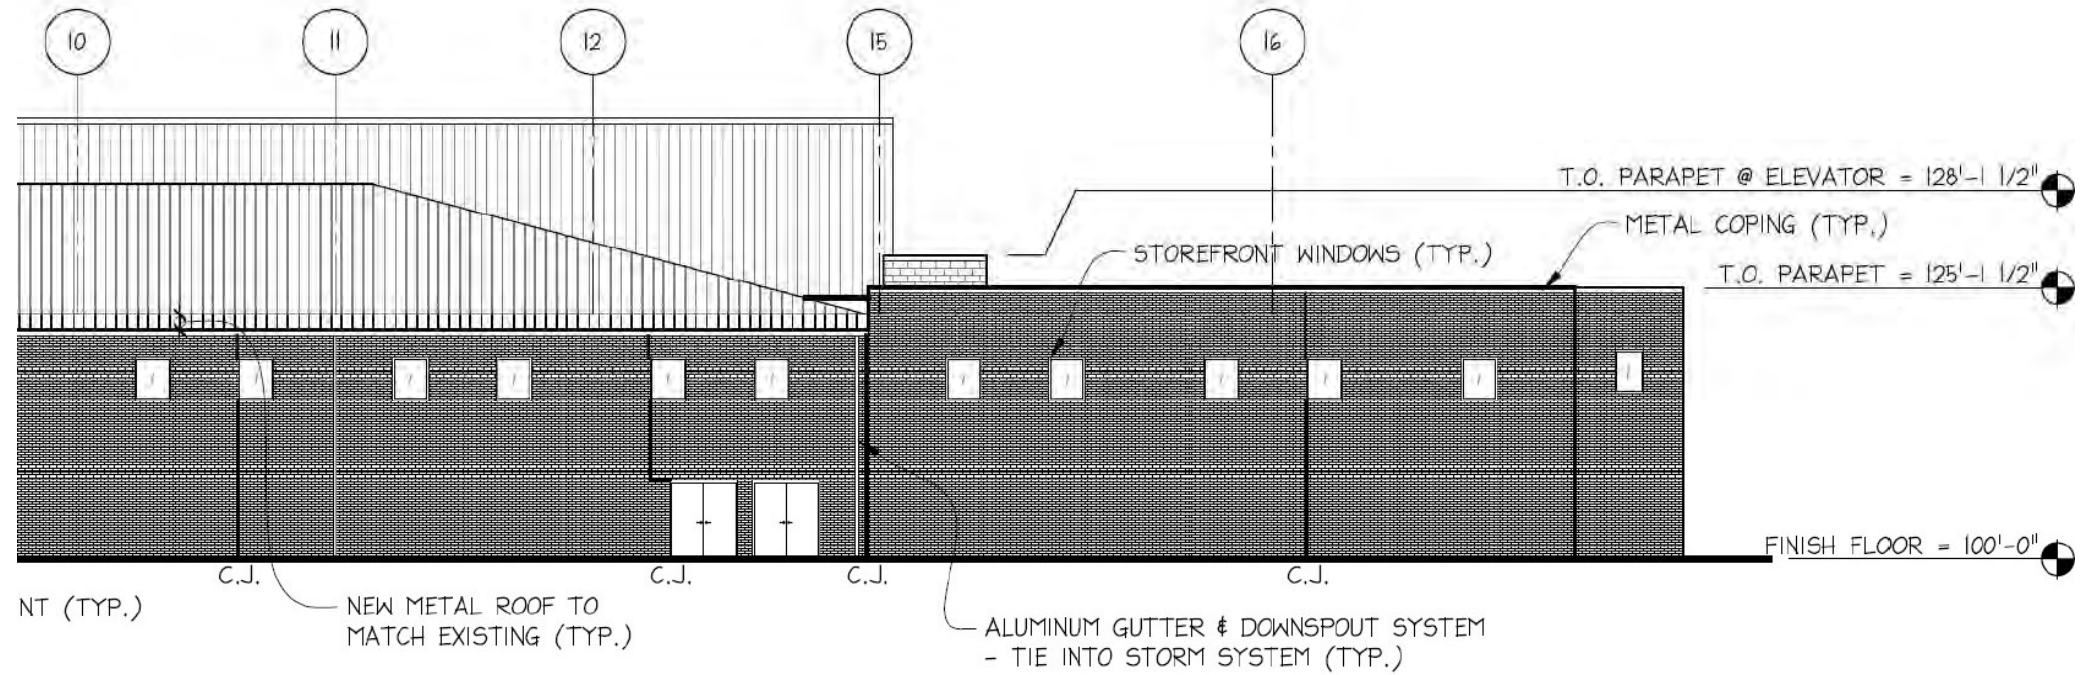 10
11
12
15
16
T.O. PARAPET @ ELEVATOR = 128'-1 1/2"
METAL COPING (TYP.)
STOREFRONT WINDOWS (TYP.)
T.O. PARAPET = 125'-1 1/2"
FINISH FLOOR = 100'-0"
C.J.
C.J.
C.J.
C.J.
NT (TYP.)
NEW METAL ROOF TO
MATCH EXISTING (TYP.)
ALUMINUM GUTTER & DOWNSPOUT SYSTEM
- TIE INTO STORM SYSTEM (TYP.)